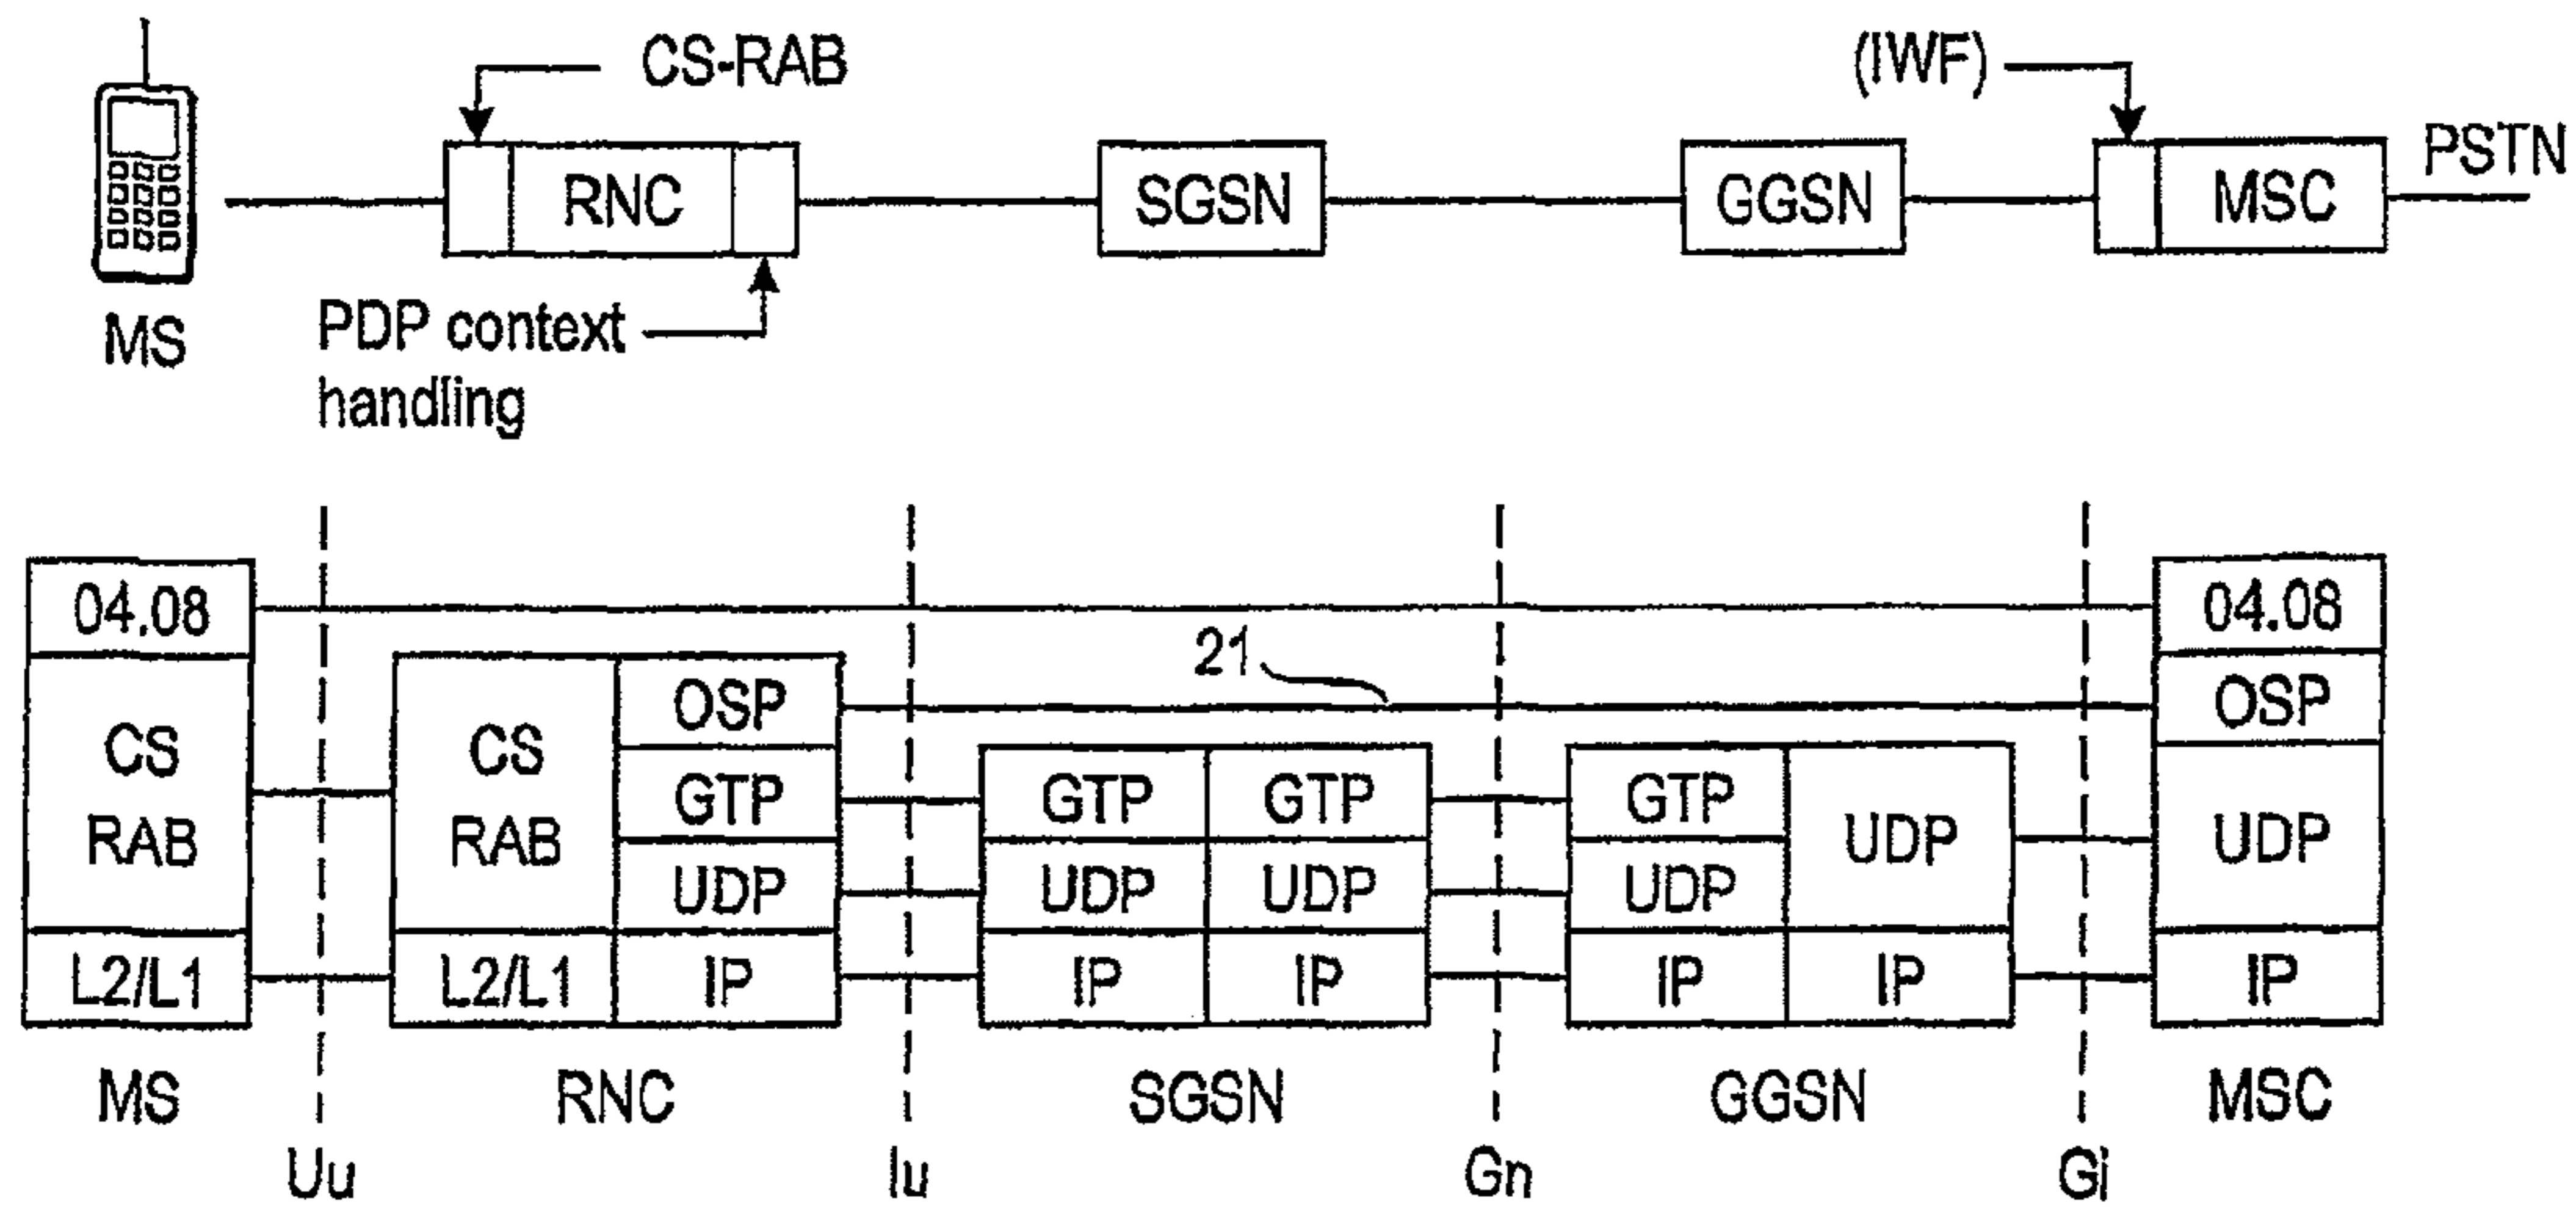 CS-RAB
(IWF)
PSTN
RNC
SGSN
GGSN
MSC
MS
PDP context
handling
04.08
04.08
21
OSP
OSP
CS
RAB
CS
RAB
GTP
GTP
GTP
GTP
UDP
UDP
UDP
UDP
UDP
UDP
UDP
L2/L1
L2/L1
IP
IP
IP
IP
IP
IP
MS
RNC
SGSN
GGSN
MSC
Uu
Iu
Gn
Gi